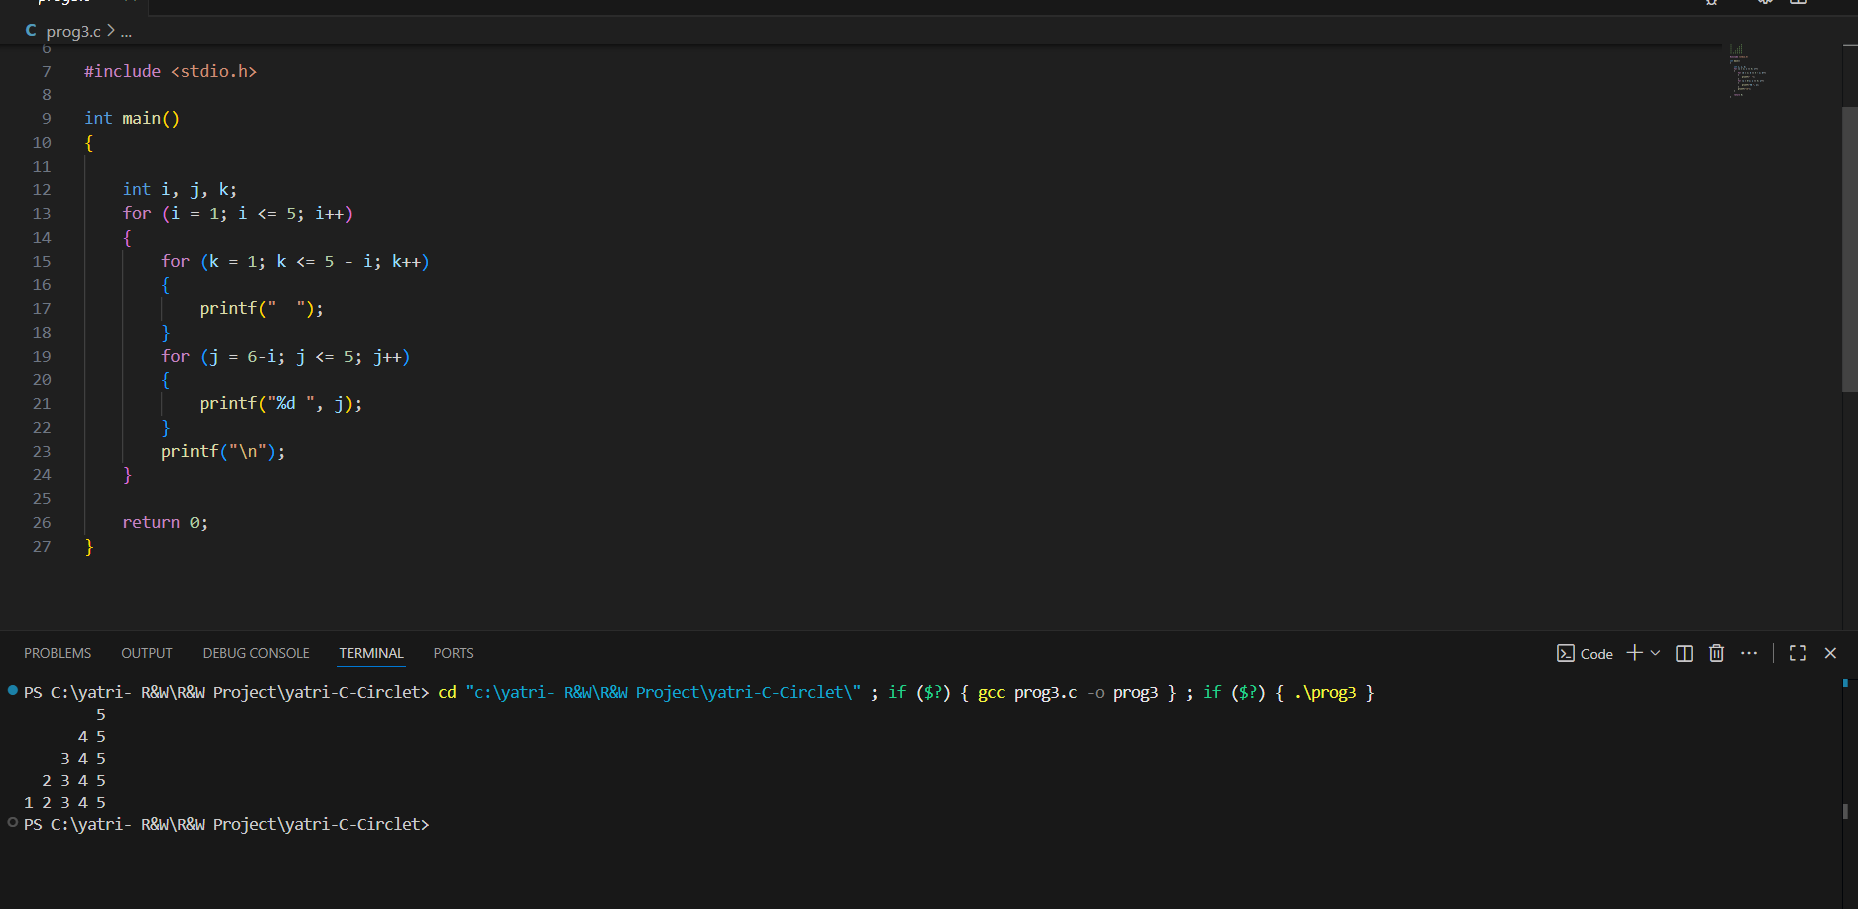 prog3.c > ...
6
7 #include <stdio.h>
8
9 int main()
10 {
11
12     int i, j, k;
13     for (i = 1; i <= 5; i++)
14     {
15         for (k = 1; k <= 5 - i; k++)
16         {
17             printf("  ");
18         }
19         for (j = 6-i; j <= 5; j++)
20         {
21             printf("%d ", j);
22         }
23         printf("\n");
24     }
25
26     return 0;
27 }
PROBLEMS OUTPUT DEBUG CONSOLE TERMINAL PORTS Code
PS C:\yatri- R&W\R&W Project\yatri-C-Circlet> cd "c:\yatri- R&W\R&W Project\yatri-C-Circlet\" ; if ($?) { gcc prog3.c -o prog3 } ; if ($?) { .\prog3 }
        5
      4 5
    3 4 5
  2 3 4 5
1 2 3 4 5
PS C:\yatri- R&W\R&W Project\yatri-C-Circlet>